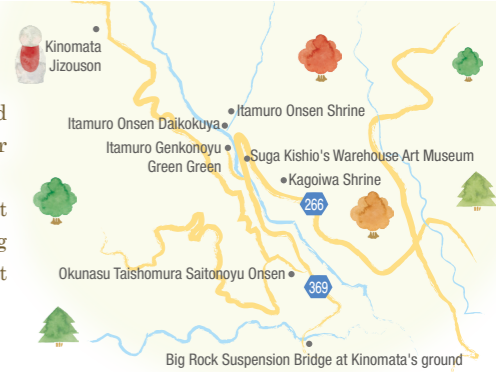 Kinomata
Jizouson
Itamuro Onsen Shrine
Itamuro Onsen Daikokuya
Itamuro Genkonoyu
Green Green
Suga Kishio's Warehouse Art Museum
Kagoiwa Shrine
266
Okunasu Taishomura Saitonoyu Onsen
369
Big Rock Suspension Bridge at Kinomata's ground